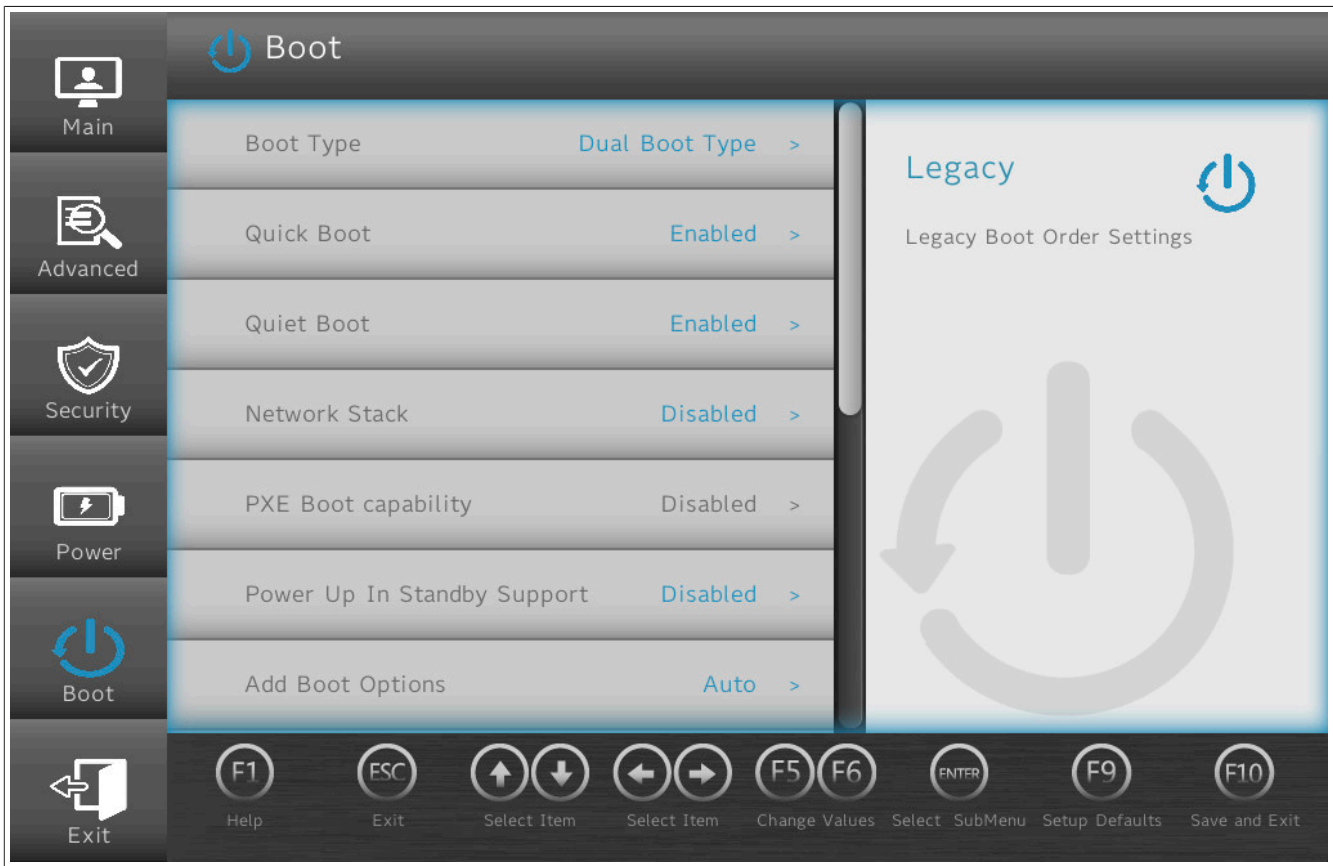 Boot
Main
Advanced
Security
Power
Boot
Exit
Boot Type Dual Boot Type >
Quick Boot Enabled >
Quiet Boot Enabled >
Network Stack Disabled >
PXE Boot capability Disabled >
Power Up In Standby Support Disabled >
Add Boot Options Auto >
Legacy
Legacy Boot Order Settings
F1 ESC F5 F6 ENTER F9 F10
Help Exit Select Item Select Item Change Values Select SubMenu Setup Defaults Save and Exit